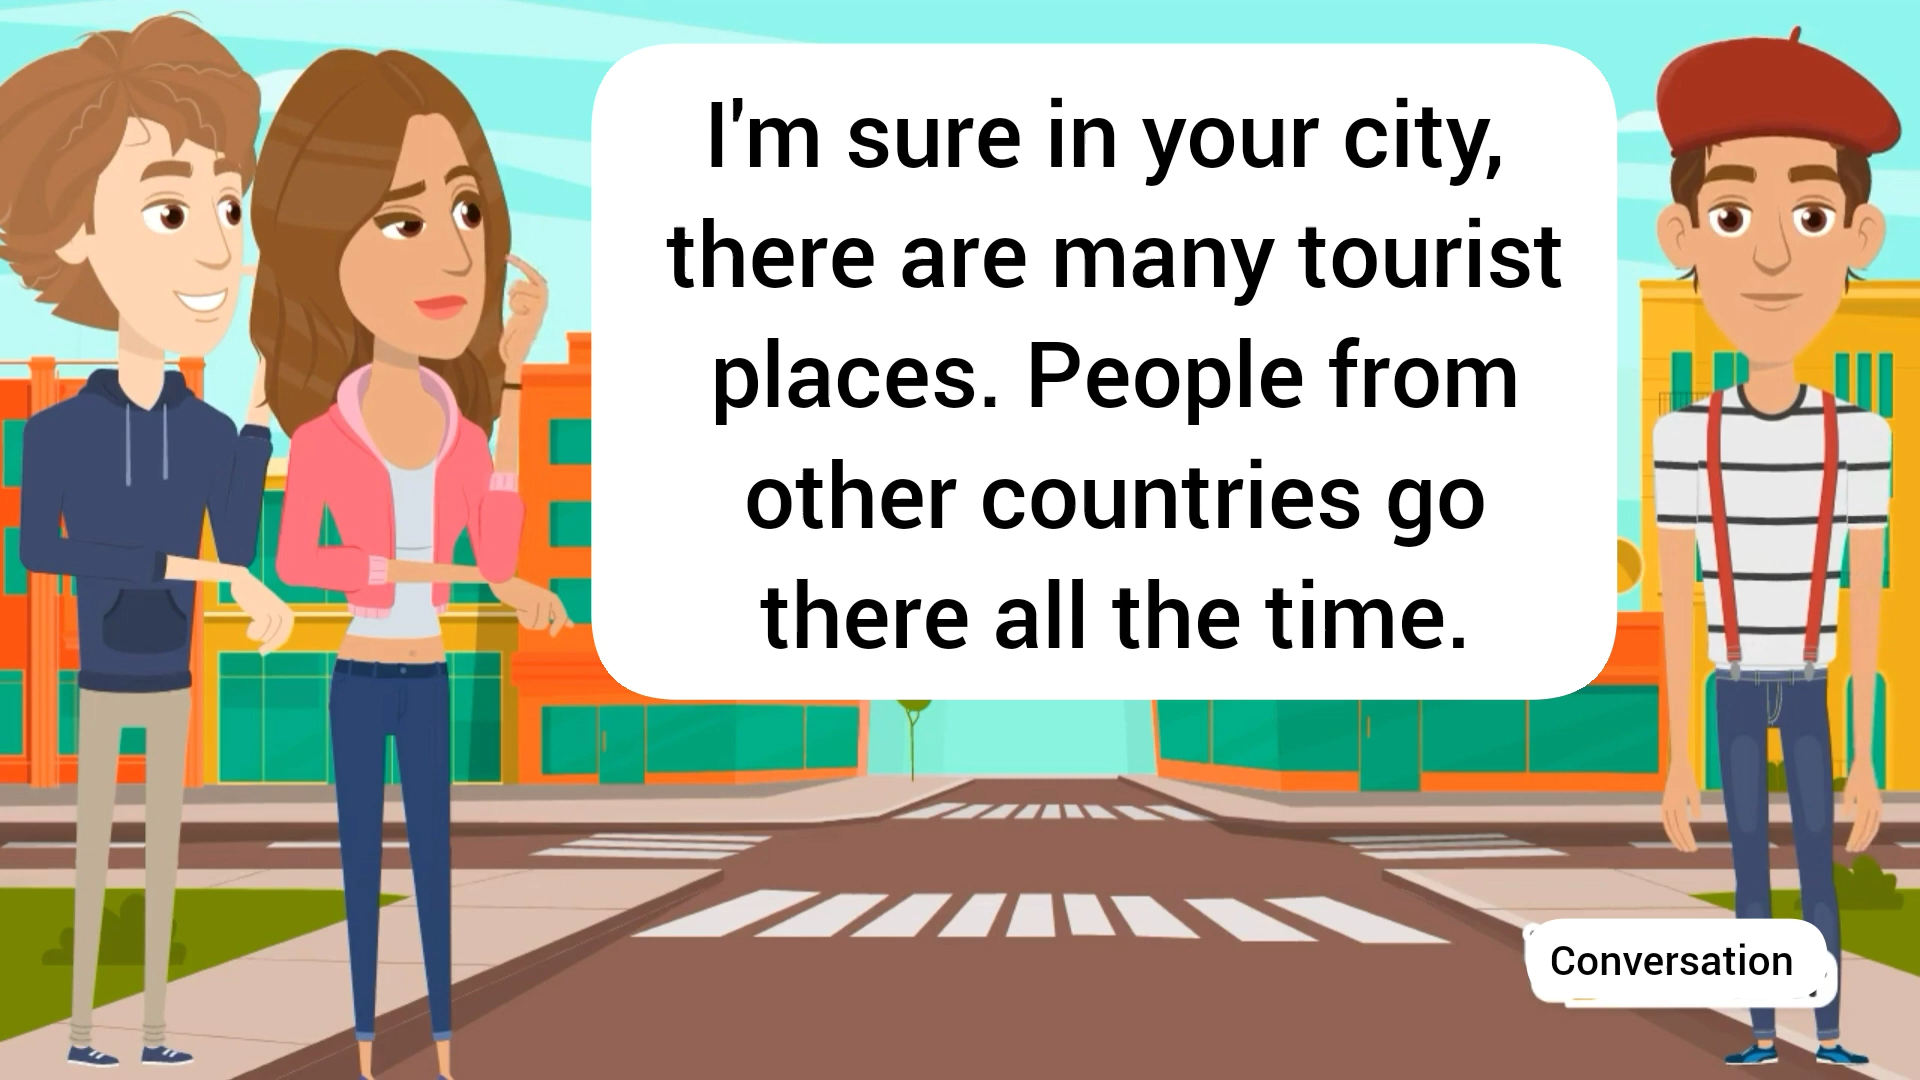 I'm sure in your city,
there are many tourist
places. People from
other countries go
there all the time.
Conversation